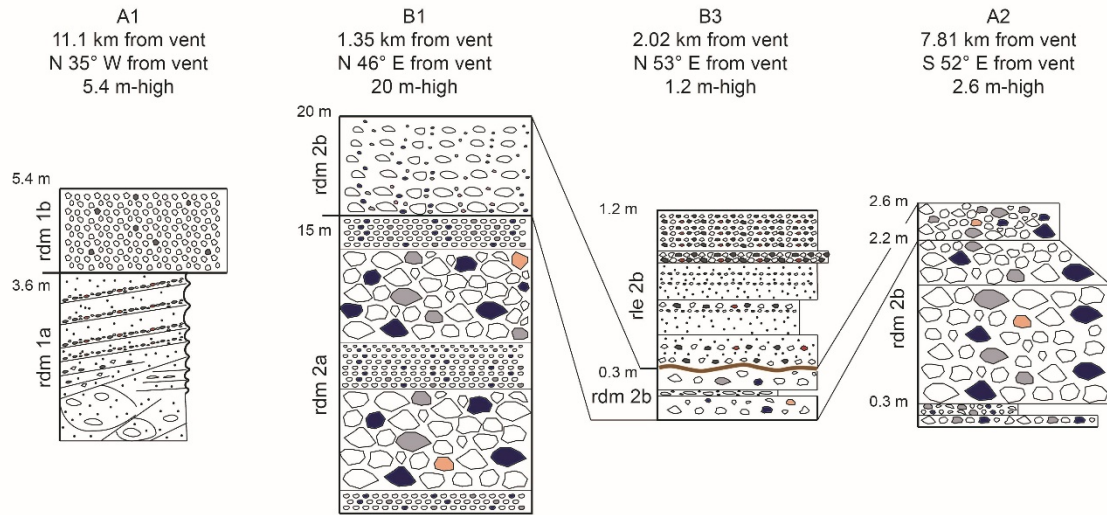 A1
11.1 km from vent
N 35° W from vent
5.4 m-high
B1
1.35 km from vent
N 46° E from vent
20 m-high
B3
2.02 km from vent
N 53° E from vent
1.2 m-high
A2
7.81 km from vent
S 52° E from vent
2.6 m-high
5.4 m
rdm 1b
3.6 m
rdm 1a
20 m
rdm 2b
15 m
rdm 2a
1.2 m
rle 2b
0.3 m
rdm 2b
2.6 m
2.2 m
rdm 2b
0.3 m